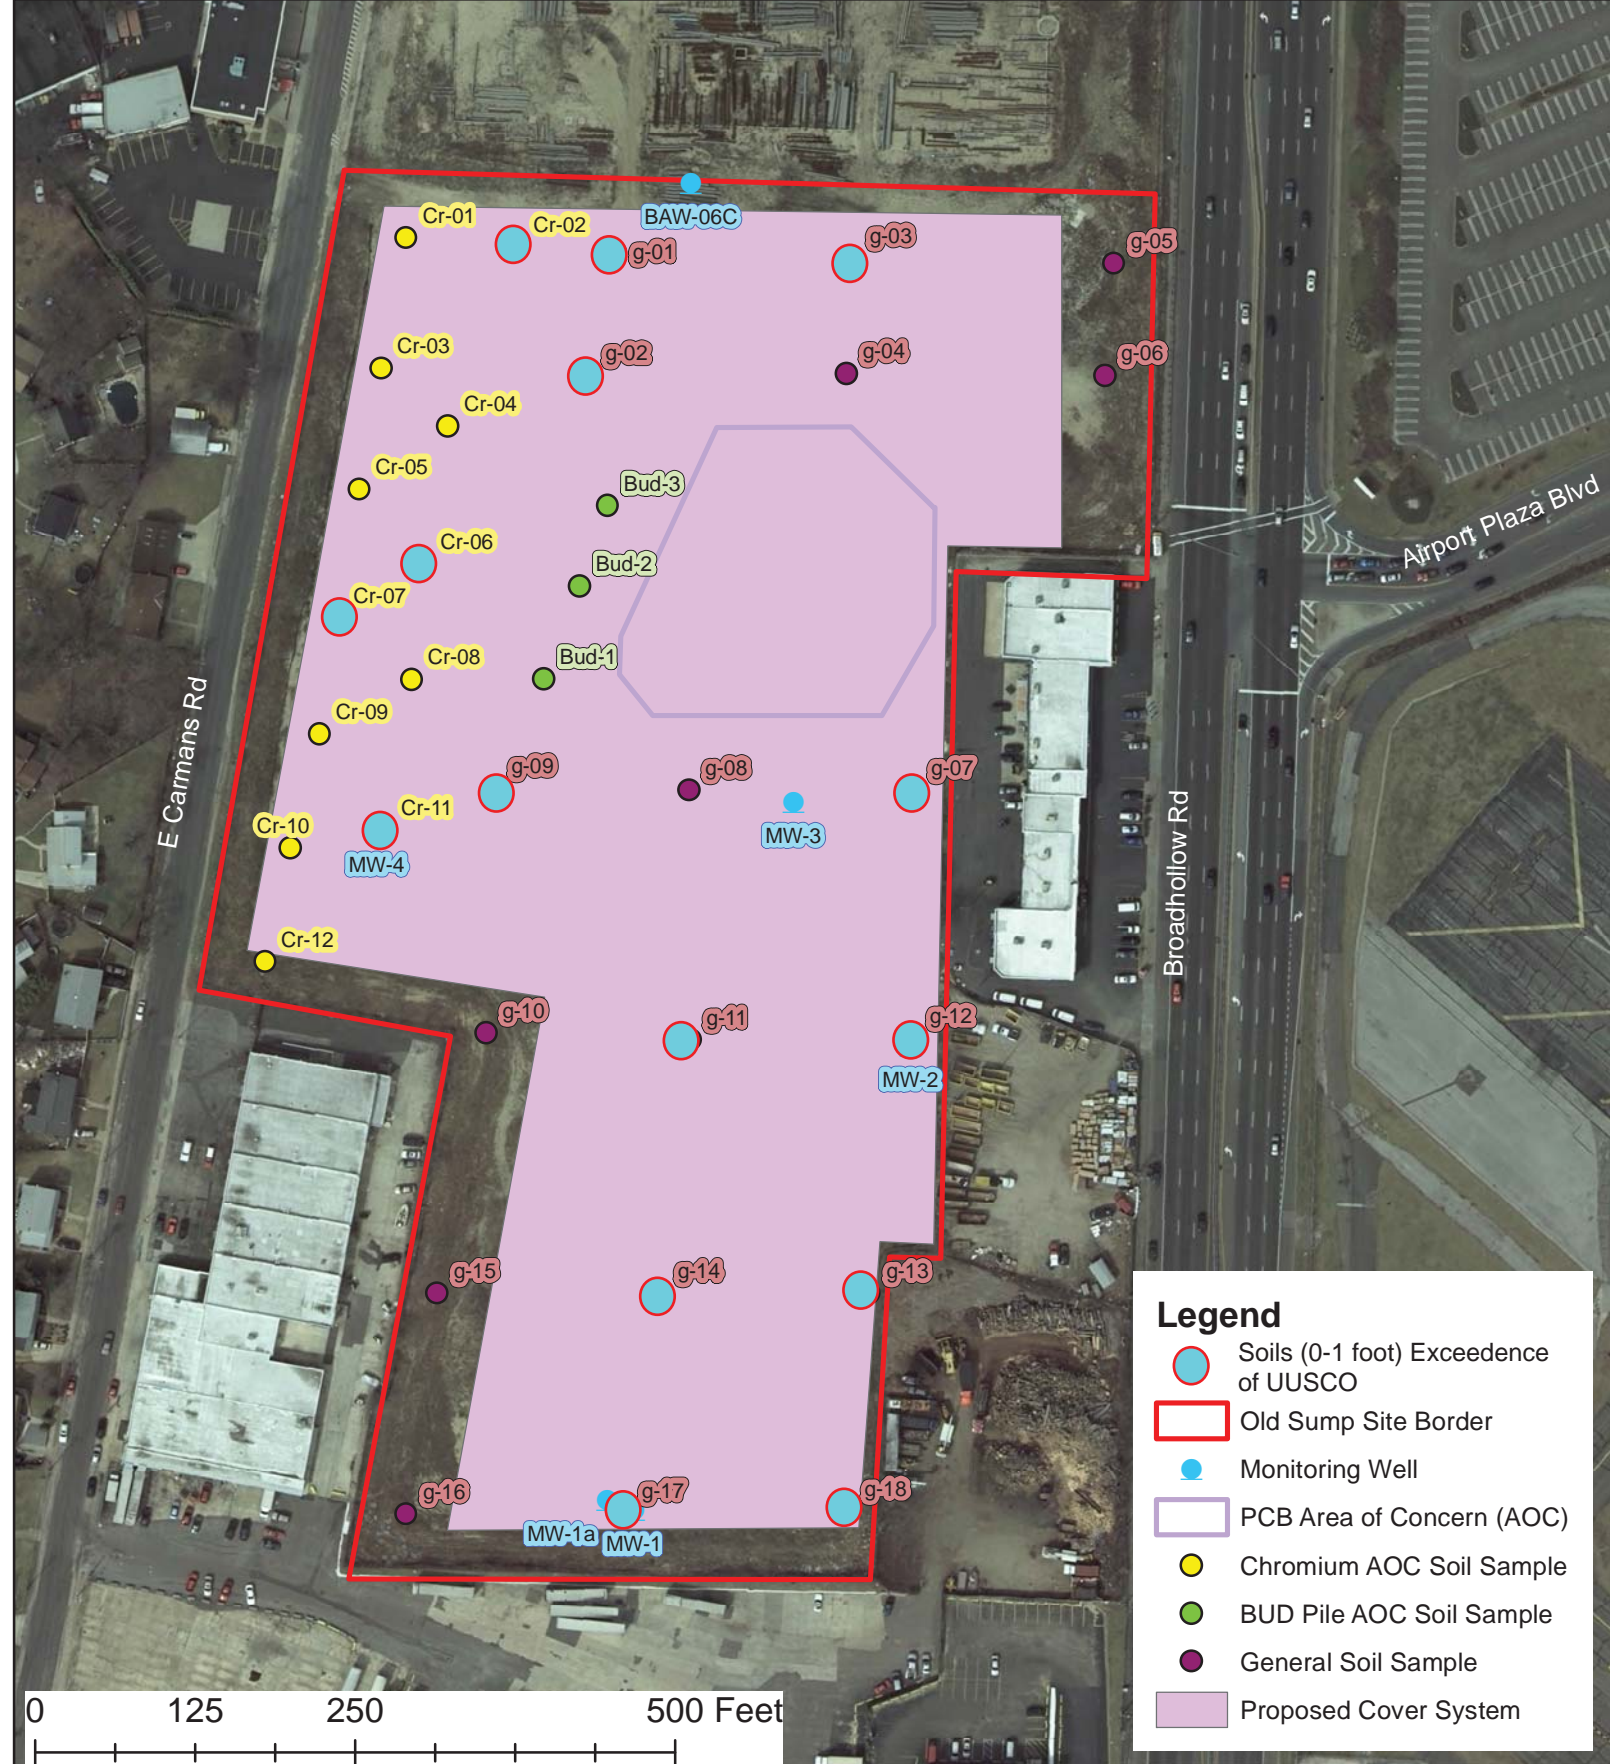 BAW-06C
Cr-01
Cr-02
g-01
g-03
g-05
Cr-03
g-02
g-04
g-06
Cr-04
Cr-05
Bud-3
Airport Plaza Blvd
Cr-06
Bud-2
Cr-07
Cr-08
Bud-1
Cr-09
E Carmans Rd
g-09
g-08
g-07
Cr-11
Cr-10
MW-3
MW-4
Broadhollow Rd
Cr-12
g-10
g-11
g-12
MW-2
g-15
g-14
g-13
g-16
g-17
g-18
MW-1a
MW-1
Legend
Soils (0-1 foot) Exceedence
of UUSCO
Old Sump Site Border
Monitoring Well
PCB Area of Concern (AOC)
Chromium AOC Soil Sample
BUD Pile AOC Soil Sample
General Soil Sample
Proposed Cover System
0 125 250 500 Feet